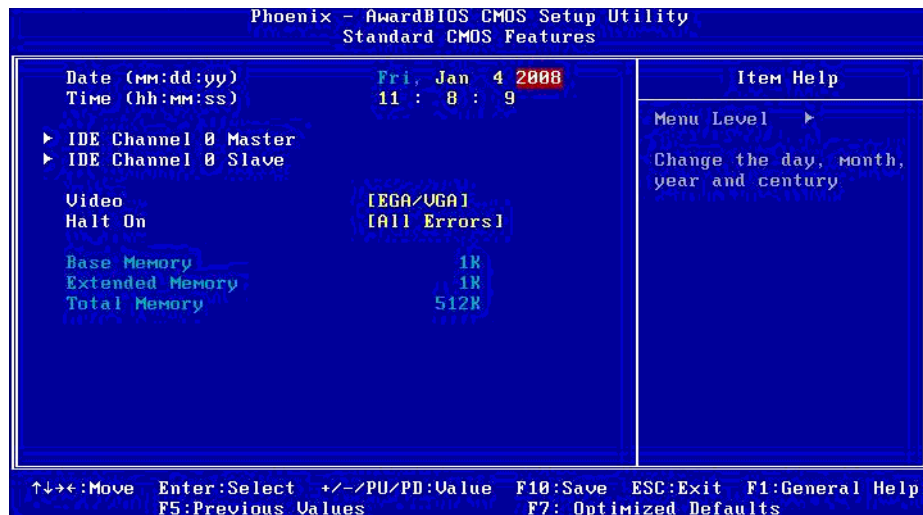 Phoenix - AwardBIOS CMOS Setup Utility
Standard CMOS Features
Date (mm:dd:yy) Fri, Jan 4 2008
Time (hh:mm:ss) 11 : 8 : 9
IDE Channel 0 Master
IDE Channel 0 Slave
Video [EGA/VGA]
Halt On [All Errors]
Base Memory 1K
Extended Memory 1K
Total Memory 512K
Item Help
Menu Level ▸
Change the day, month,
year and century
↑↓→←:Move Enter:Select +/-/PU/PD:Value F10:Save ESC:Exit F1:General Help
F5:Previous Values F7: Optimized Defaults